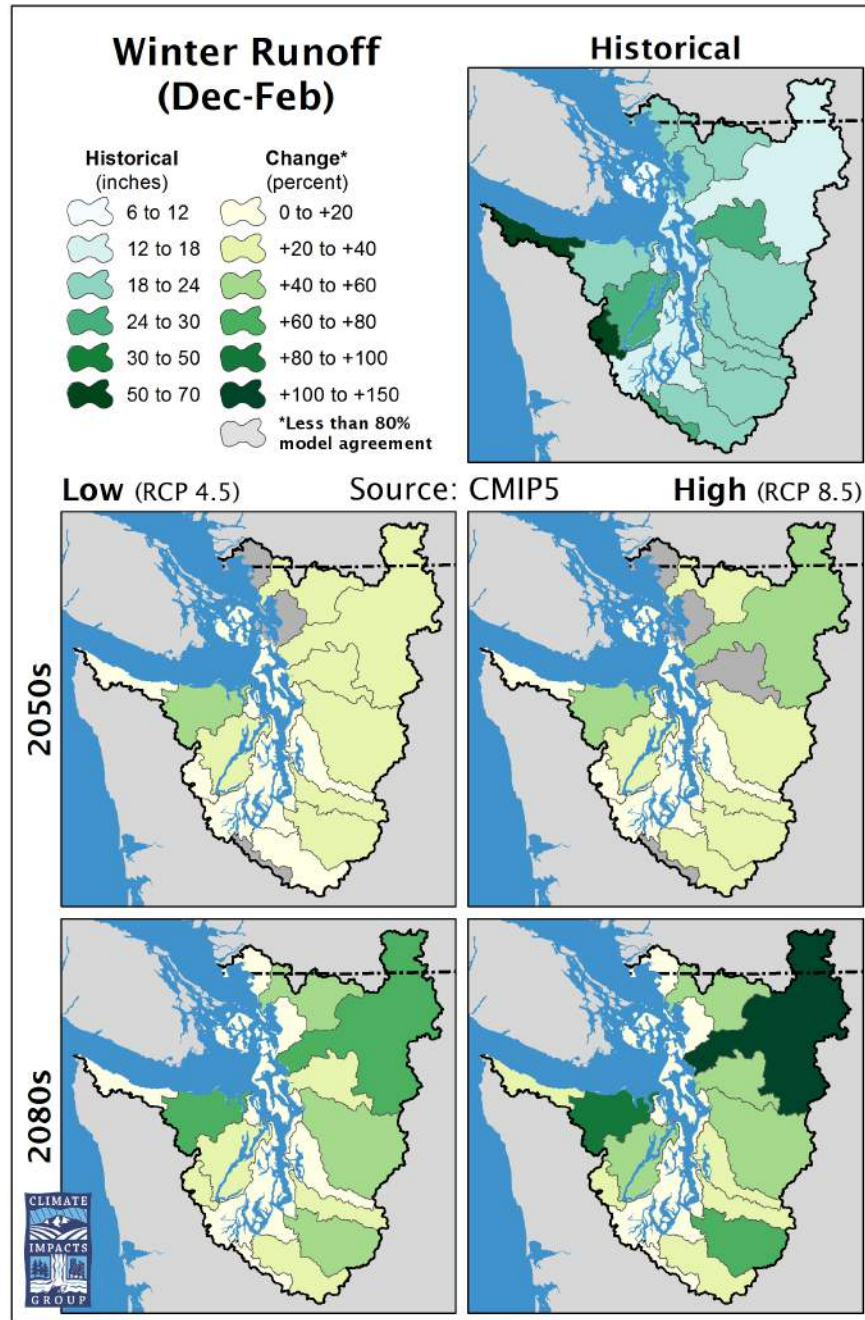 Winter Runoff
(Dec-Feb)
Historical
Historical
(inches)
6 to 12
12 to 18
18 to 24
24 to 30
30 to 50
50 to 70
Change*
(percent)
0 to +20
+20 to +40
+40 to +60
+60 to +80
+80 to +100
+100 to +150
*Less than 80%
model agreement
Low (RCP 4.5)
Source: CMIP5
High (RCP 8.5)
2050s
2080s
CLIMATE
IMPACTS
GROUP